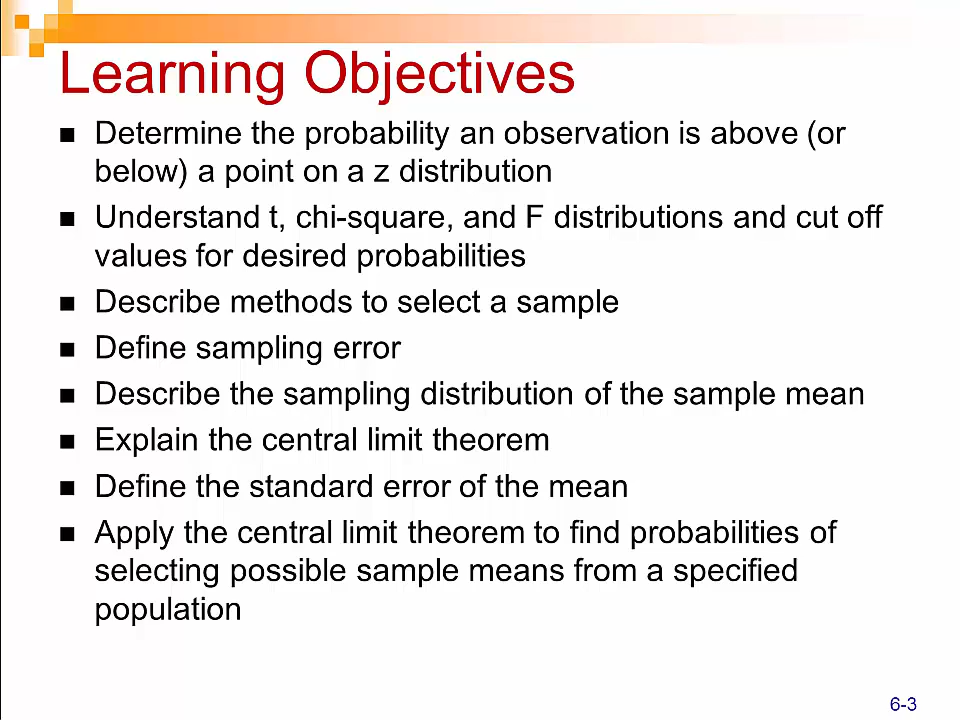 Learning Objectives
■ Determine the probability an observation is above (or
below) a point on a z distribution
■ Understand t, chi-square, and F distributions and cut off
values for desired probabilities
■ Describe methods to select a sample
■ Define sampling error
■ Describe the sampling distribution of the sample mean
■ Explain the central limit theorem
■ Define the standard error of the mean
■ Apply the central limit theorem to find probabilities of
selecting possible sample means from a specified
population
6-3